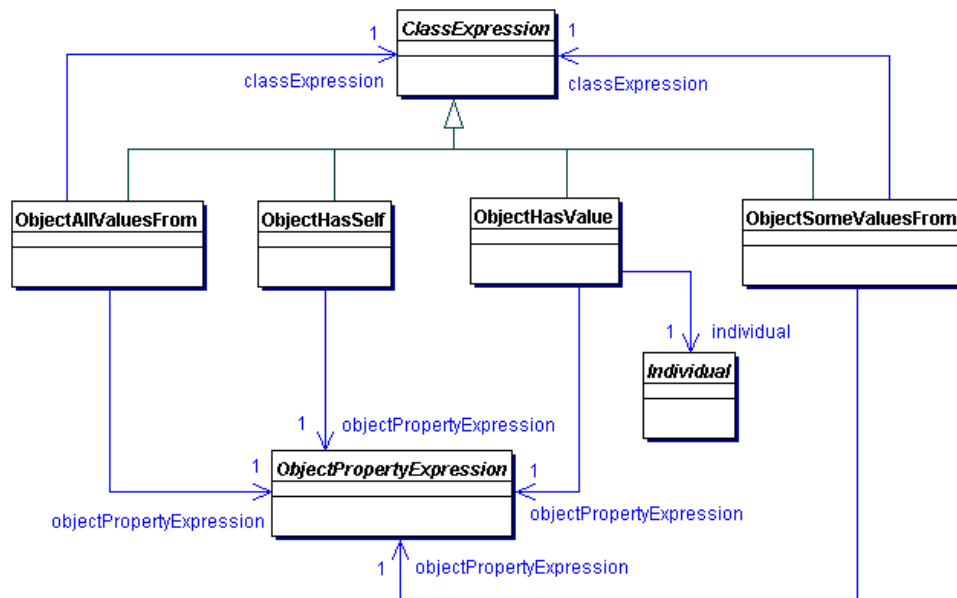 1
ClassExpression
1
classExpression
classExpression
ObjectAllValuesFrom
ObjectHasSelf
ObjectHasValue
ObjectSomeValuesFrom
1
individual
Individual
1
objectPropertyExpression
1
ObjectPropertyExpression
1
objectPropertyExpression
objectPropertyExpression
1
objectPropertyExpression